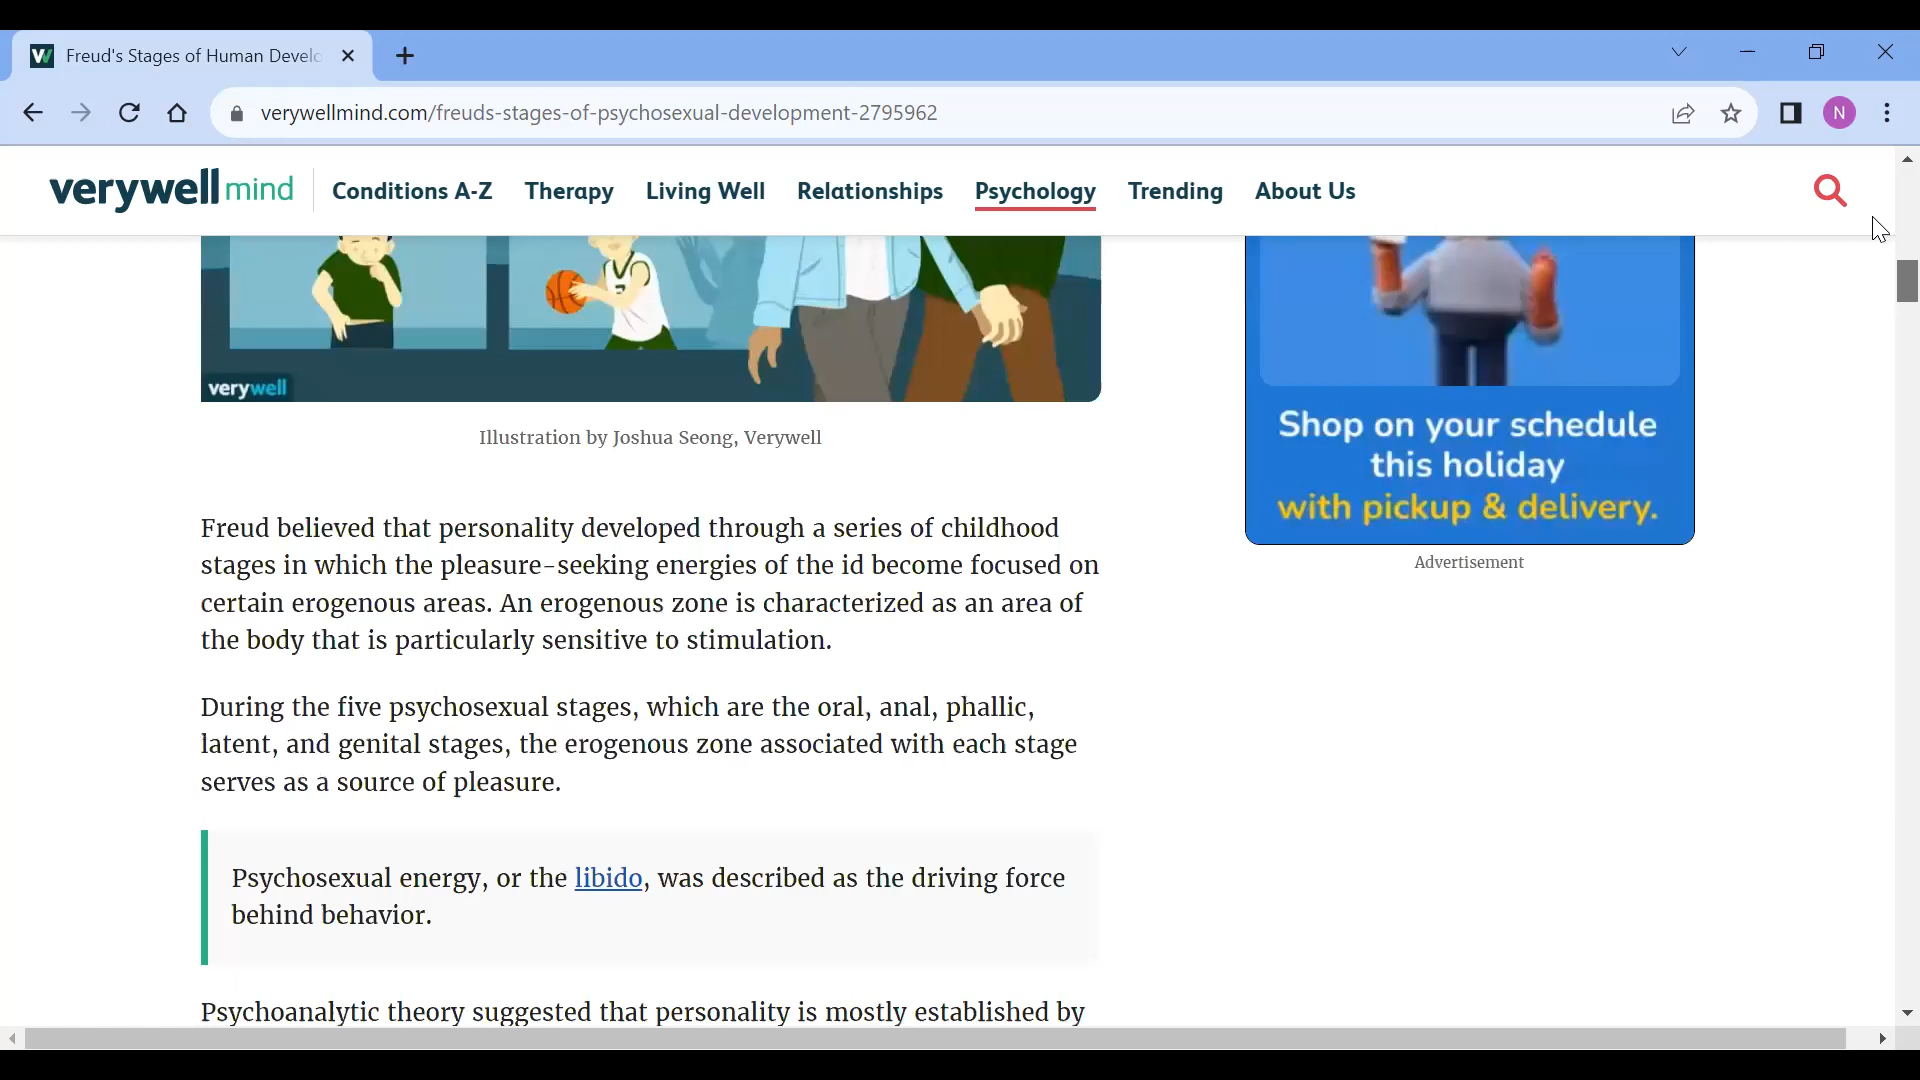 Freud's Stages of Human Develo
verywellmind.com/freuds-stages-of-psychosexual-development-2795962
N
verywell mind
Conditions A-Z Therapy Living Well Relationships Psychology Trending About Us
verywell
Illustration by Joshua Seong, Verywell
Freud believed that personality developed through a series of childhood
stages in which the pleasure-seeking energies of the id become focused on
certain erogenous areas. An erogenous zone is characterized as an area of
the body that is particularly sensitive to stimulation.
During the five psychosexual stages, which are the oral, anal, phallic,
latent, and genital stages, the erogenous zone associated with each stage
serves as a source of pleasure.
Psychosexual energy, or the libido, was described as the driving force
behind behavior.
Psychoanalytic theory suggested that personality is mostly established by
Shop on your schedule
this holiday
with pickup & delivery.
Advertisement